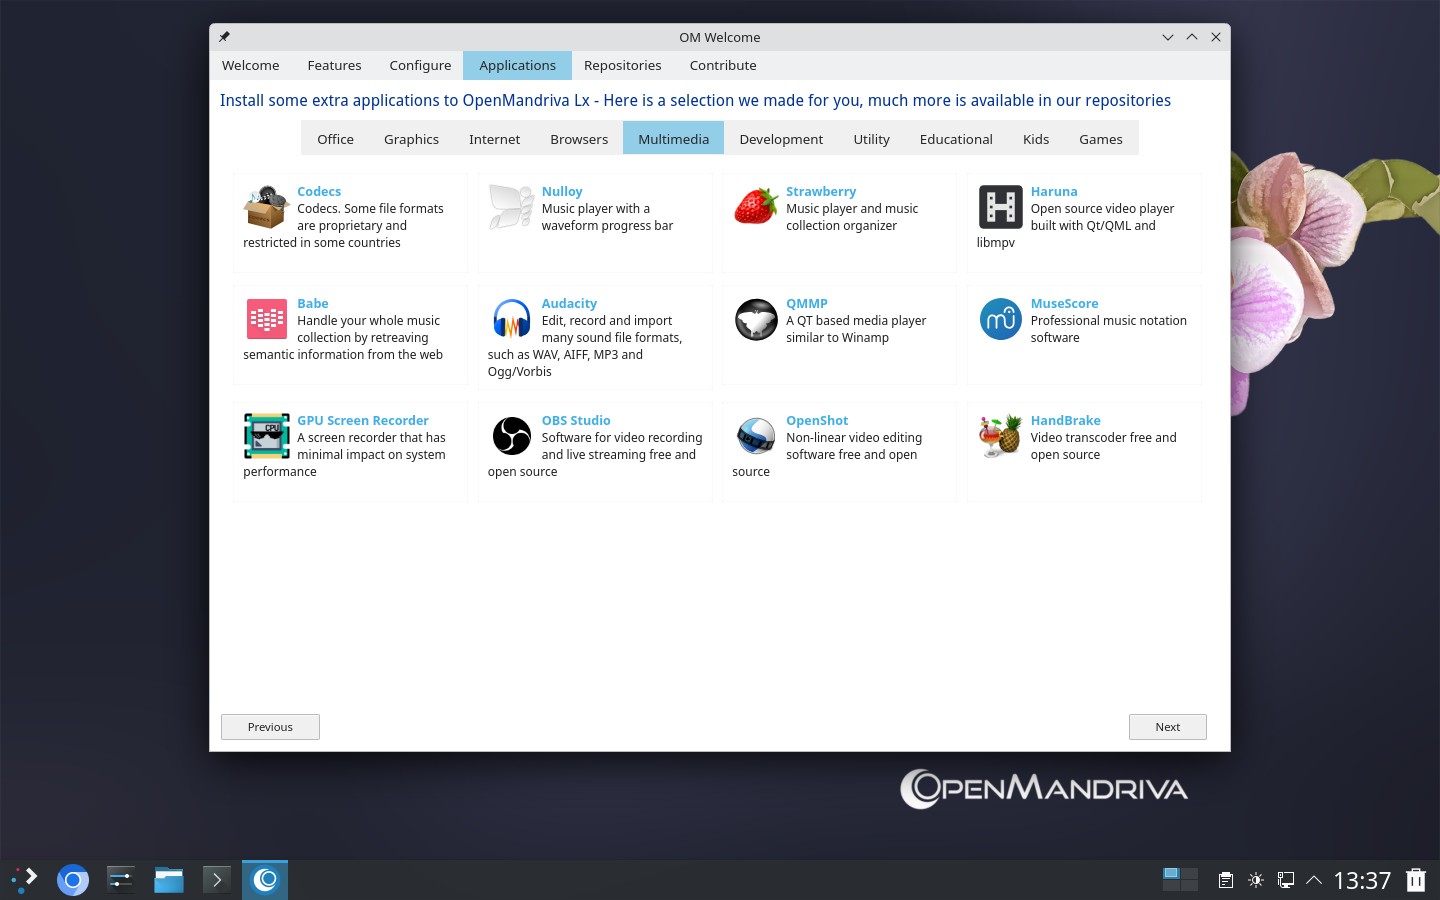 OM Welcome
Welcome
Features
Configure
Applications
Repositories
Contribute
Install some extra applications to OpenMandriva Lx - Here is a selection we made for you, much more is available in our repositories
Office
Graphics
Internet
Browsers
Multimedia
Development
Utility
Educational
Kids
Games
Codecs
Codecs. Some file formats
are proprietary and
restricted in some countries
Nulloy
Music player with a
waveform progress bar
Strawberry
Music player and music
collection organizer
Haruna
Open source video player
built with Qt/QML and
libmpv
Babe
Handle your whole music
collection by retreaving
semantic information from the web
Audacity
Edit, record and import
many sound file formats,
such as WAV, AIFF, MP3 and
Ogg/Vorbis
QMMP
A QT based media player
similar to Winamp
MuseScore
Professional music notation
software
CPU
GPU Screen Recorder
A screen recorder that has
minimal impact on system
performance
OBS Studio
Software for video recording
and live streaming free and
open source
OpenShot
Non-linear video editing
software free and open
source
HandBrake
Video transcoder free and
open source
Previous
Next
OPENMANDRIVA
13:37